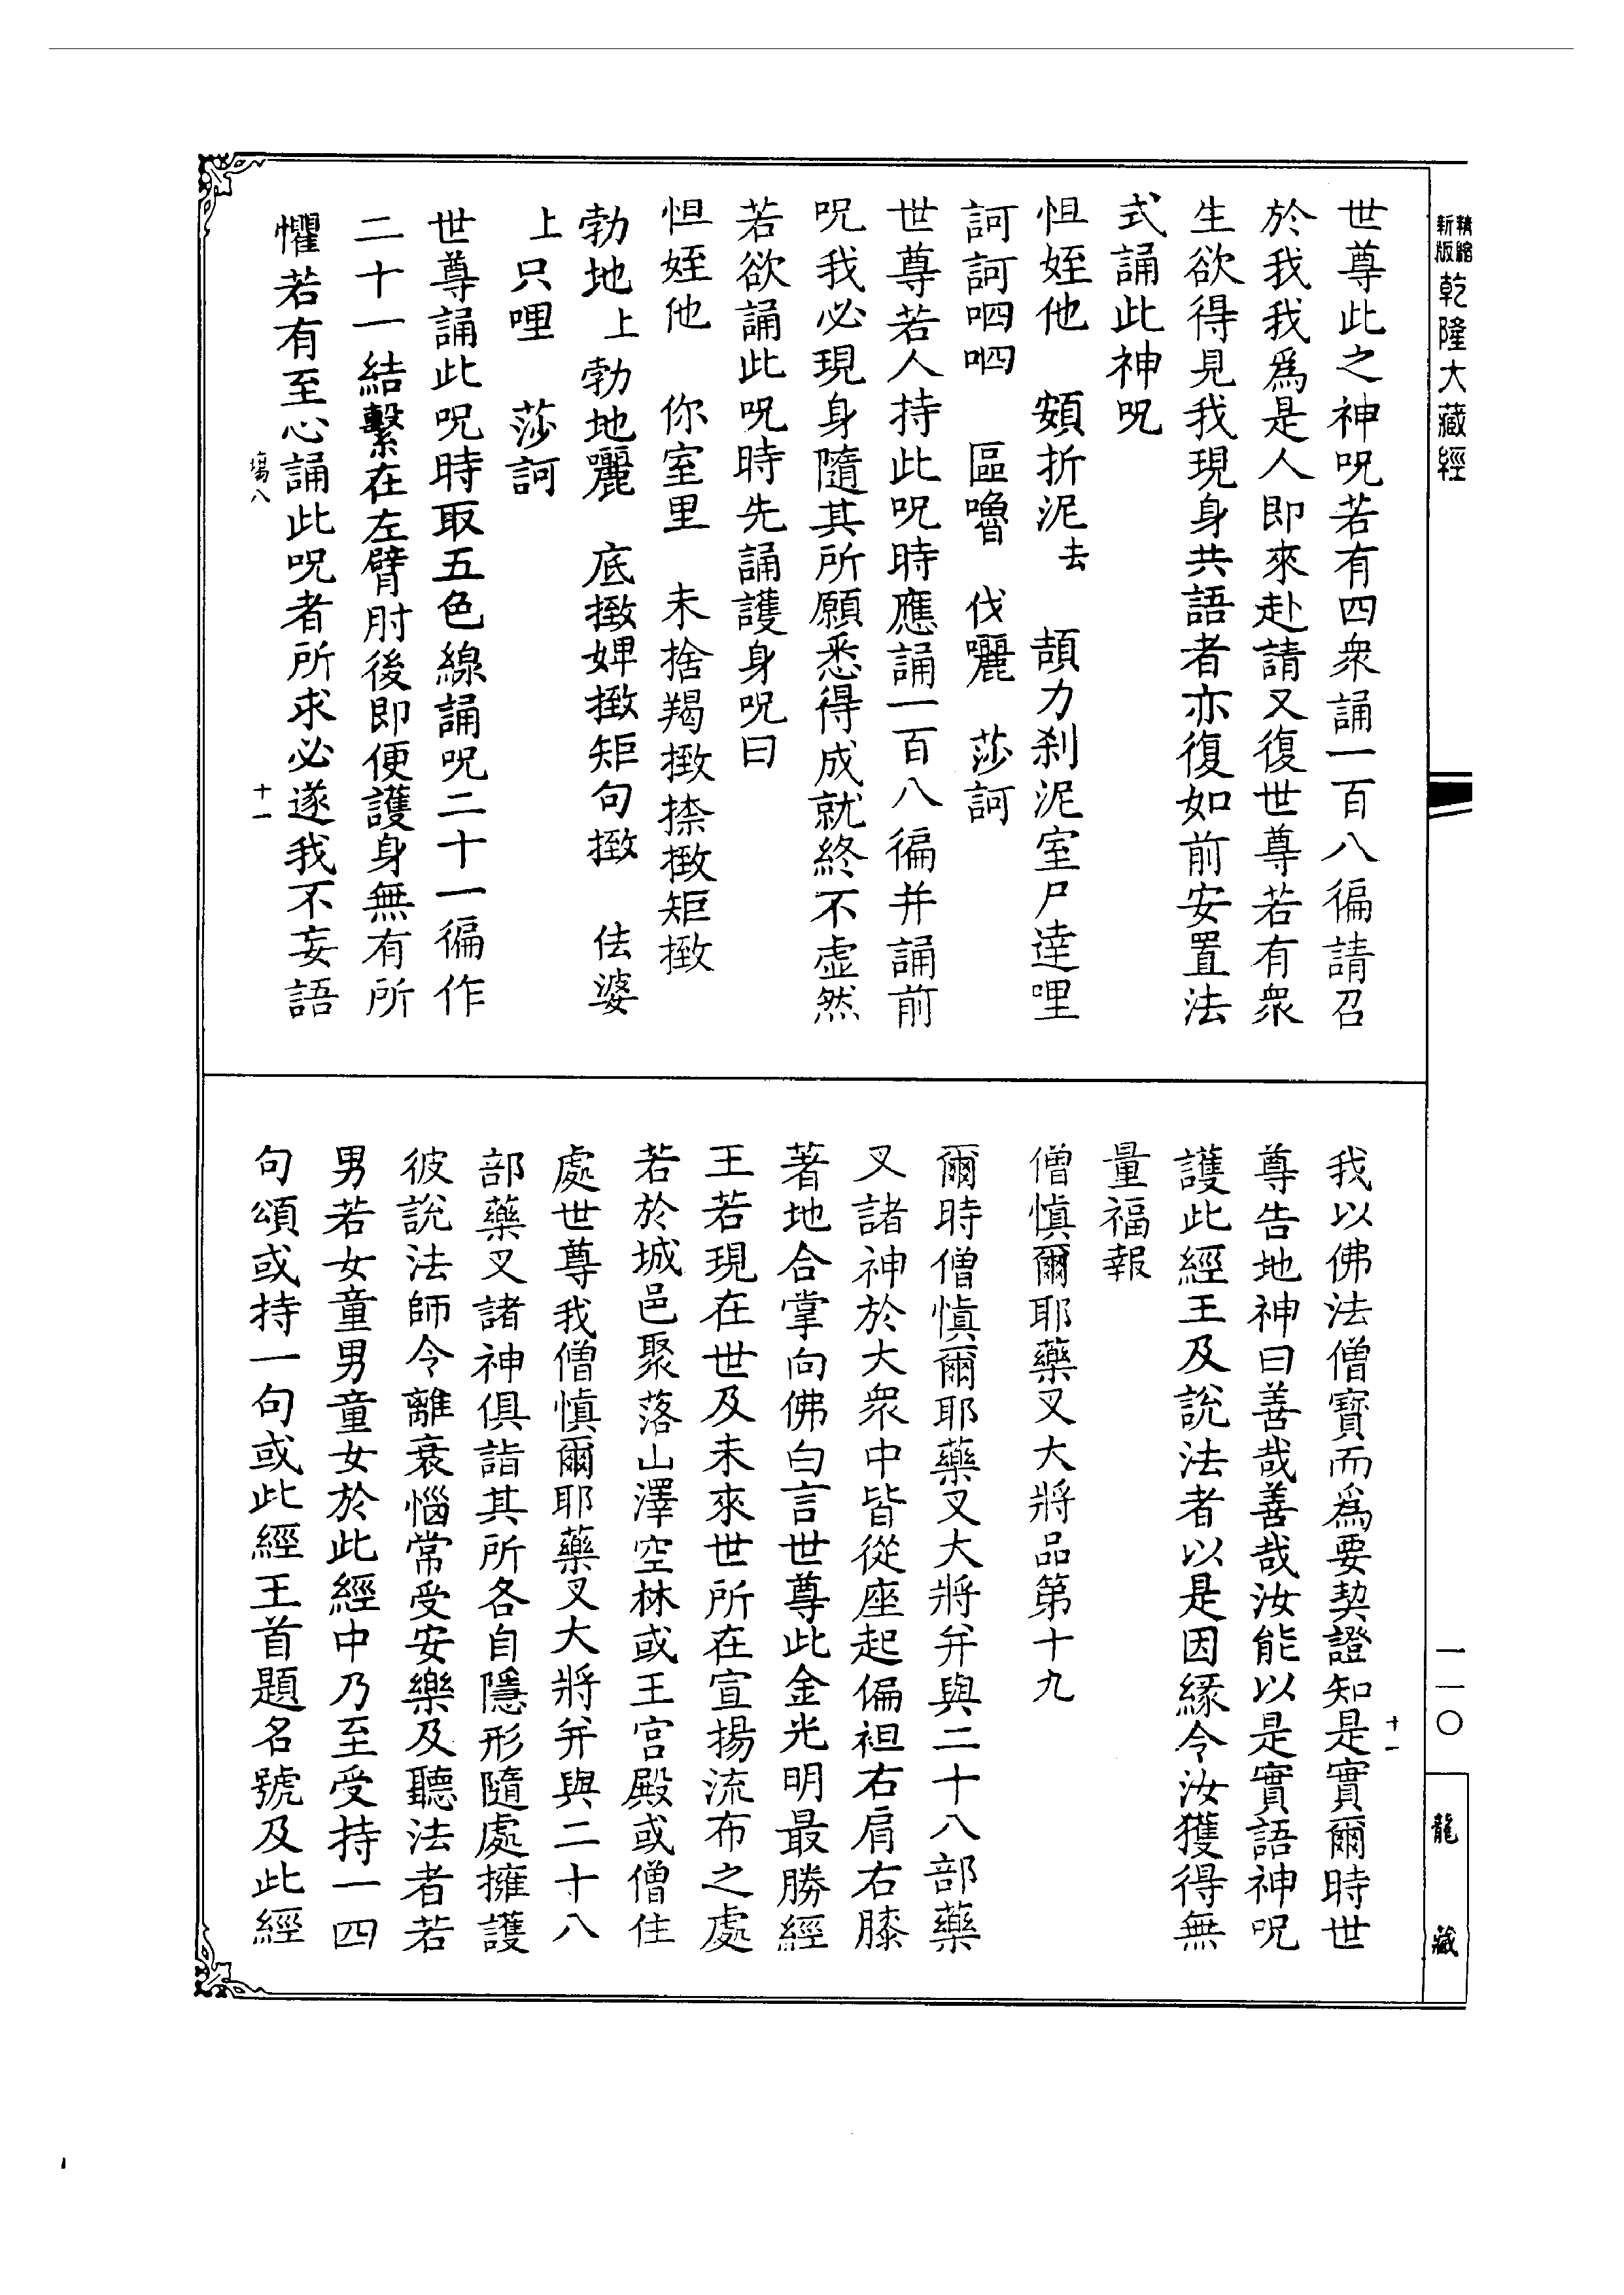 精縮新版乾隆大藏經
世尊此之神呪若有四衆誦一百八徧請召
於我我爲是人即來赴請又復世尊若有衆
生欲得見我現身共語者亦復如前安置法
式誦此神呪
怛姪他 頞折泥去 頡力刹泥室尸達哩
訶訶呬呬 區嚕 伐囇 莎訶
世尊若人持此呪時應誦一百八徧并誦前
呪我必現身隨其所願悉得成就終不虛然
若欲誦此呪時先誦護身呪曰
怛姪他 你室里 末捨羯㨖捺㨖矩㨖
勃地上勃地囇 底㨖婢㨖矩句㨖 佉婆
上只哩 莎訶
世尊誦此呪時取五色線誦呪二十一徧作
二十一結繫在左臂肘後即便護身無有所
懼若有至心誦此呪者所求必遂我不妄語
八 十一
我以佛法僧寶而爲要契證知是實爾時世
尊告地神曰善哉善哉汝能以是實語神呪
護此經王及說法者以是因緣令汝獲得無
量福報
僧慎爾耶藥叉大將品第十九
爾時僧慎爾耶藥叉大將并與二十八部藥
叉諸神於大衆中皆從座起偏袒右肩右膝
著地合掌向佛白言世尊此金光明最勝經
王若現在世及未來世所在宣揚流布之處
若於城邑聚落山澤空林或王宮殿或僧住
處世尊我僧慎爾耶藥叉大將并與二十八
部藥叉諸神俱詣其所各自隱形隨處擁護
彼說法師令離衰惱常受安樂及聽法者若
男若女童男童女於此經中乃至受持一四
句頌或持一句或此經王首題名號及此經
十一
一一〇
龍藏